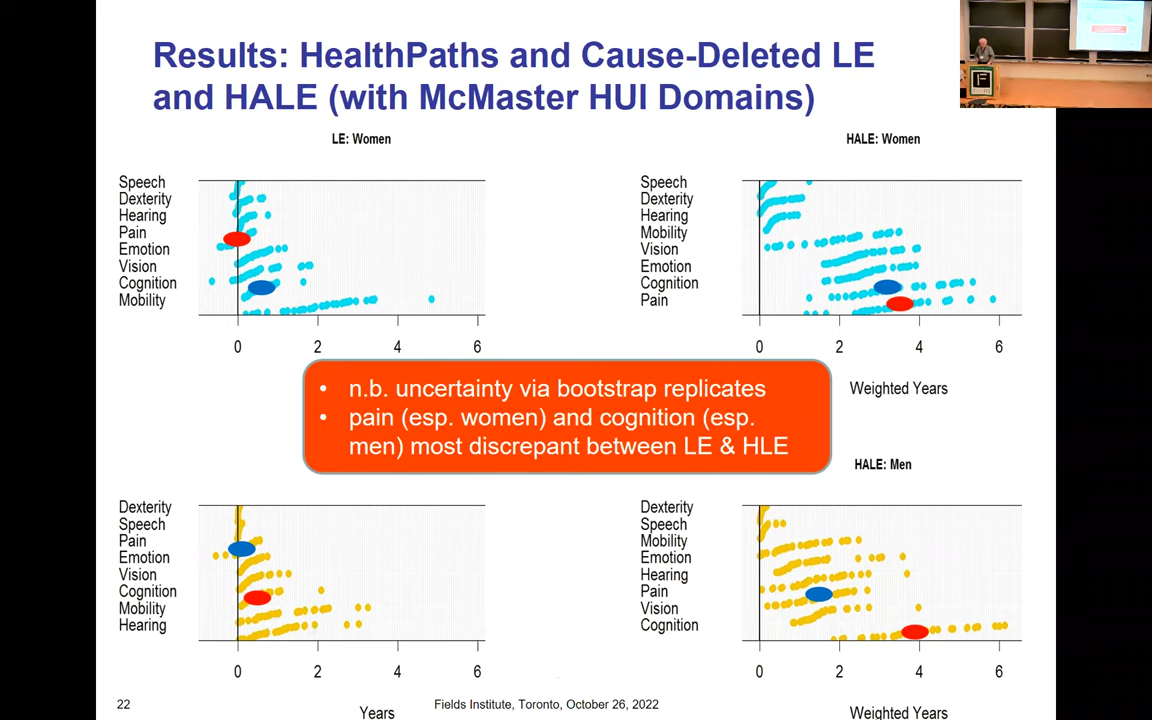 Results: HealthPaths and Cause-Deleted LE
and HALE (with McMaster HUI Domains)
LE: Women
Speech
Dexterity
Hearing
Pain
Emotion
Vision
Cognition
Mobility
0 2 4 6
HALE: Women
Speech
Dexterity
Hearing
Mobility
Vision
Emotion
Cognition
Pain
0 2 4 6
Weighted Years
• n.b. uncertainty via bootstrap replicates
• pain (esp. women) and cognition (esp.
men) most discrepant between LE & HLE
Dexterity
Speech
Pain
Emotion
Vision
Cognition
Mobility
Hearing
0 2 4 6
Years
HALE: Men
Dexterity
Speech
Mobility
Emotion
Hearing
Pain
Vision
Cognition
0 2 4 6
Weighted Years
22
Fields Institute, Toronto, October 26, 2022